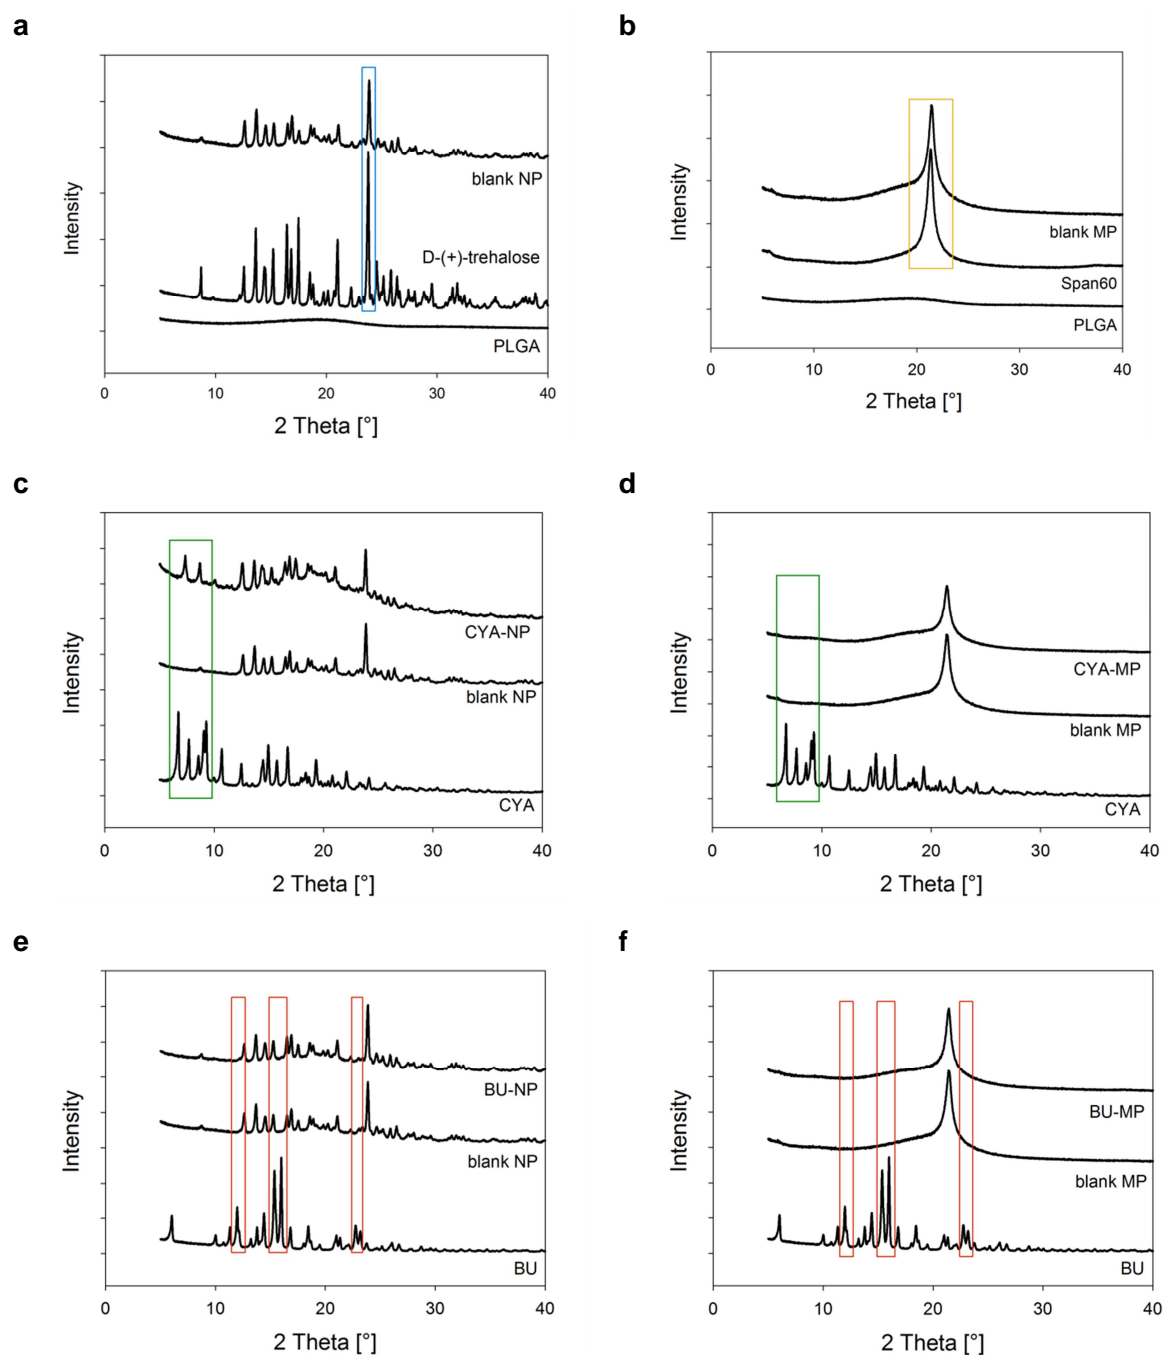 a
Intensity
blank NP
D-(+)-trehalose
PLGA
0 10 20 30 40
2 Theta [°]
b
Intensity
blank MP
Span60
PLGA
0 10 20 30 40
2 Theta [°]
c
Intensity
CYA-NP
blank NP
CYA
0 10 20 30 40
2 Theta [°]
d
Intensity
CYA-MP
blank MP
CYA
0 10 20 30 40
2 Theta [°]
e
Intensity
BU-NP
blank NP
BU
0 10 20 30 40
2 Theta [°]
f
Intensity
BU-MP
blank MP
BU
0 10 20 30 40
2 Theta [°]